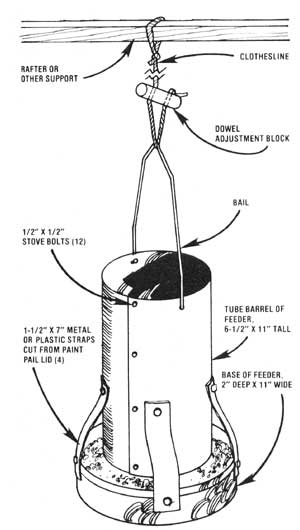 RAFTER OR
OTHER SUPPORT
CLOTHESLINE
DOWEL
ADJUSTMENT BLOCK
BAIL
1/2" X 1/2"
STOVE BOLTS (12)
TUBE BARREL OF
FEEDER,
6-1/2" X 11" TALL
1-1/2" X 7" METAL
OR PLASTIC STRAPS
CUT FROM PAINT
PAIL LID (4)
BASE OF FEEDER,
2" DEEP X 11" WIDE